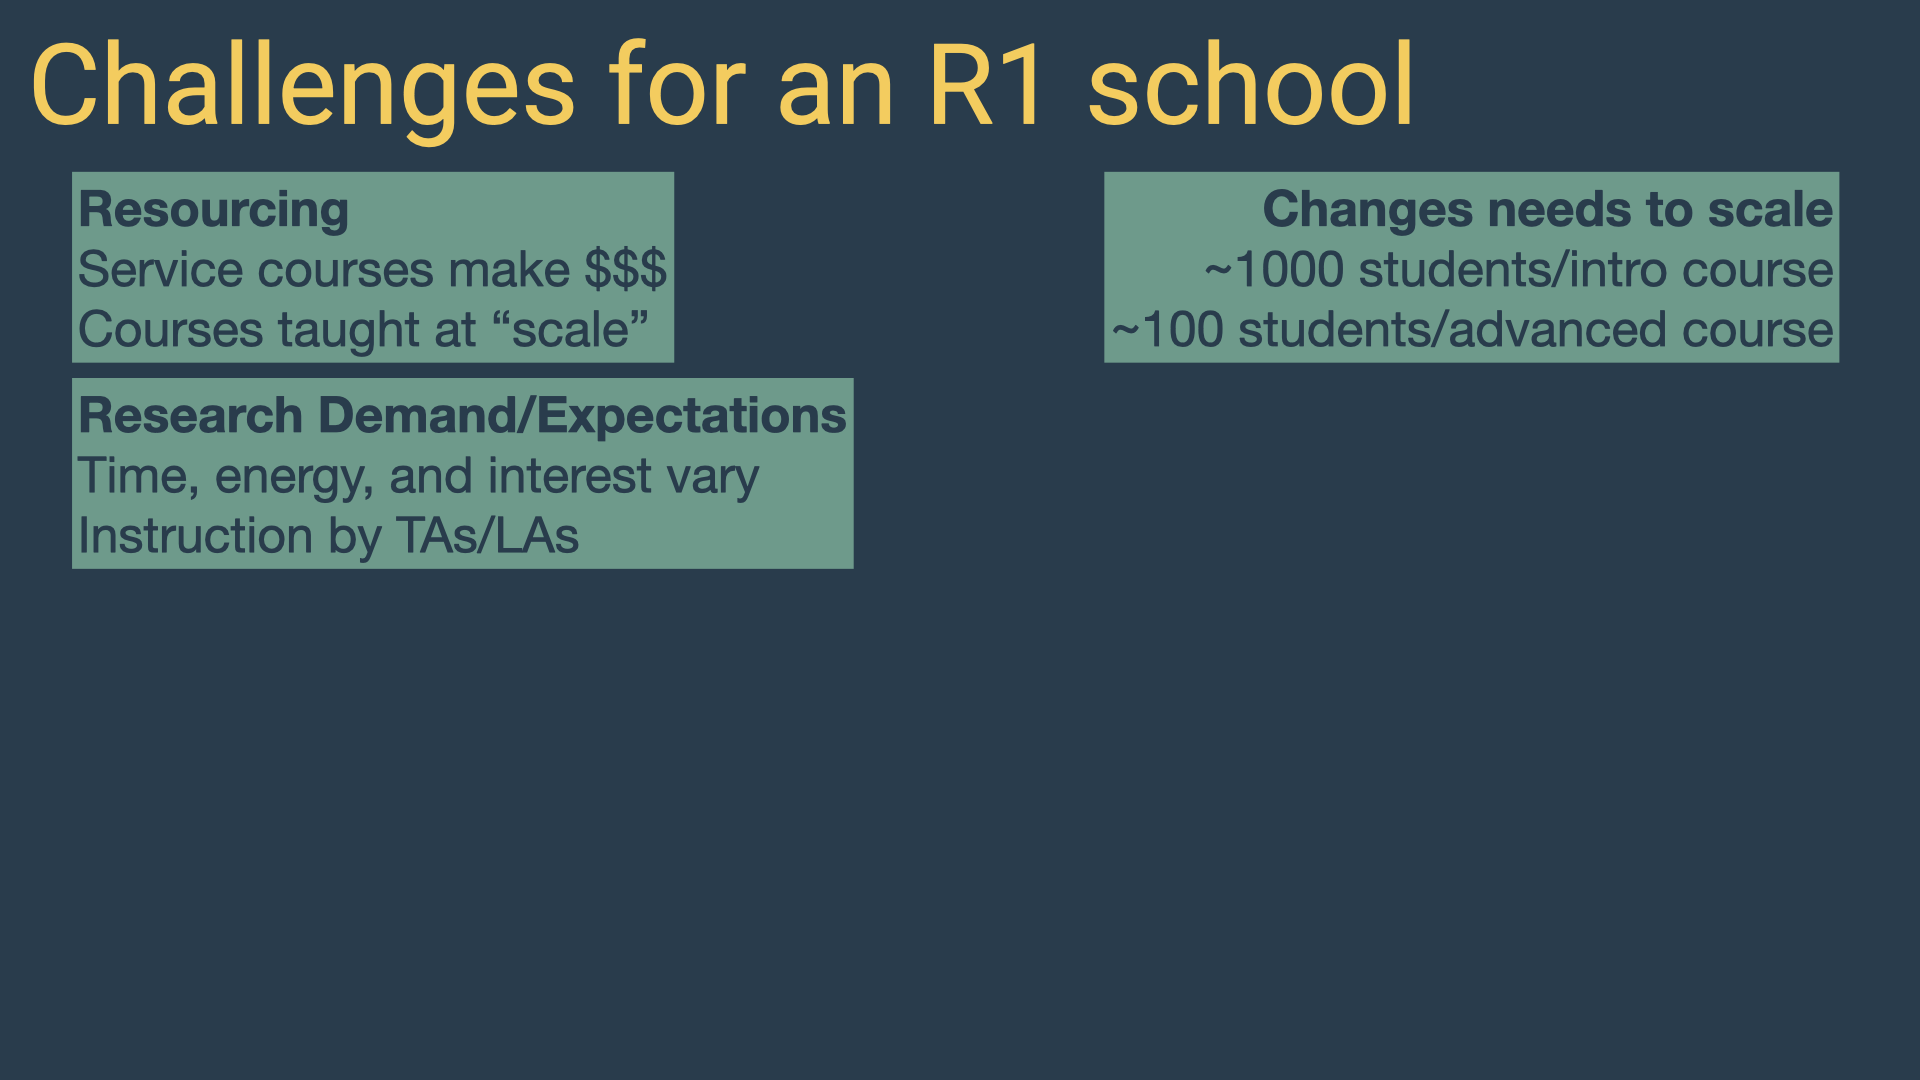 Challenges for an R1 school
Resourcing
Service courses make $$$
Courses taught at “scale”
Changes needs to scale
~1000 students/intro course
~100 students/advanced course
Research Demand/Expectations
Time, energy, and interest vary
Instruction by TAs/LAs